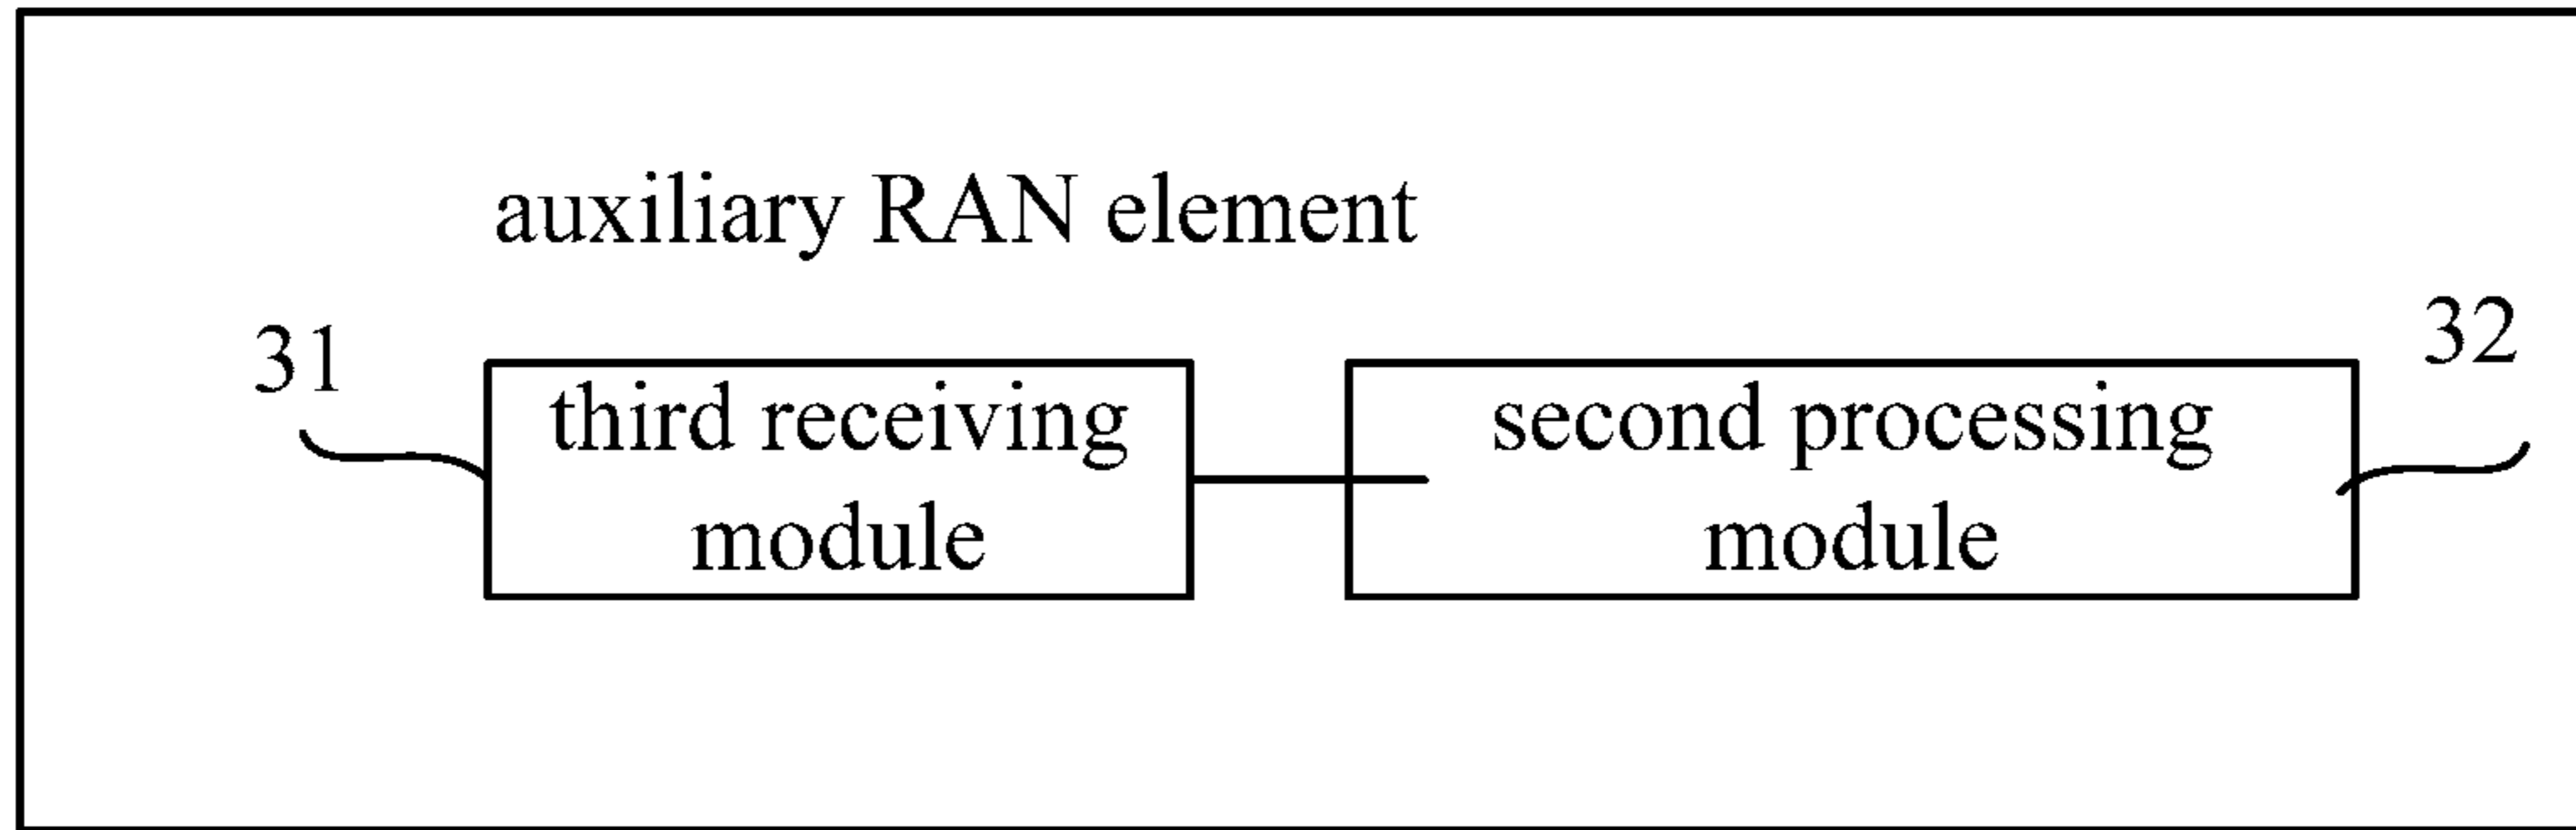 auxiliary RAN element
31
32
third receiving
module
second processing
module